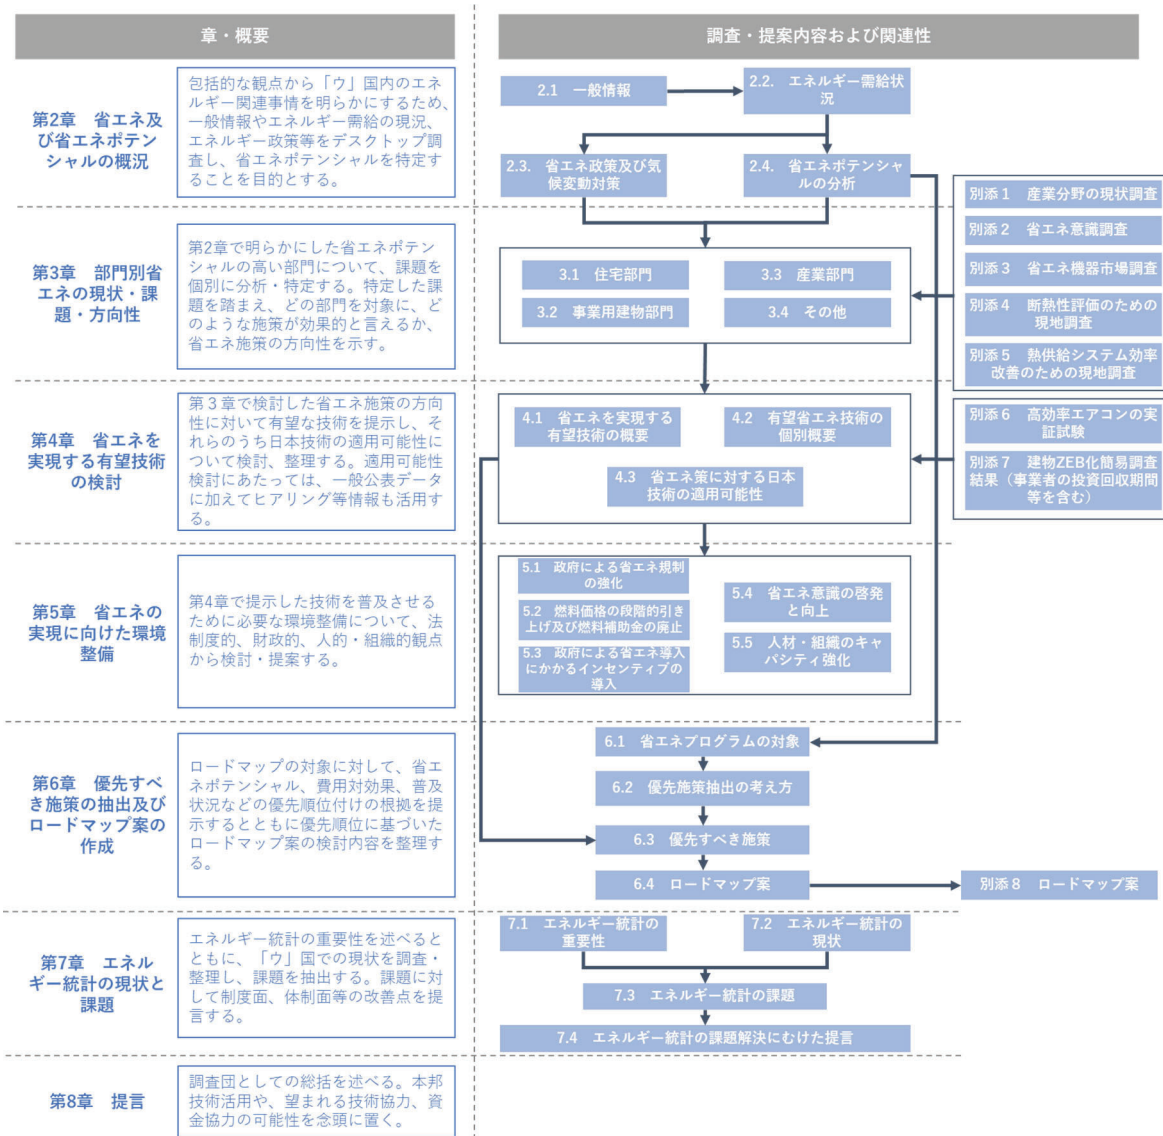 章・概要
調査・提案内容および関連性
第2章　省エネ及
び省エネポテン
シャルの概況
包括的な観点から「ウ」国内のエネ
ルギー関連事情を明らかにするため、
一般情報やエネルギー需給の現況、
エネルギー政策等をデスクトップ調
査し、省エネポテンシャルを特定す
ることを目的とする。
2.1　一般情報
2.2.　エネルギー需給状
況
2.3.　省エネ政策及び気
候変動対策
2.4.　省エネポテンシャ
ルの分析
別添１　産業分野の現状調査
別添２　省エネ意識調査
別添３　省エネ機器市場調査
別添４　断熱性評価のための
現地調査
別添５　熱供給システム効率
改善のための現地調査
第3章　部門別省
エネの現状・課
題・方向性
第2章で明らかにした省エネポテン
シャルの高い部門について、課題を
個別に分析・特定する。特定した課
題を踏まえ、どの部門を対象に、ど
のような施策が効果的と言えるか、
省エネ施策の方向性を示す。
3.1　住宅部門
3.3　産業部門
3.2　事業用建物部門
3.4　その他
第4章　省エネを
実現する有望技術
の検討
第３章で検討した省エネ施策の方向
性に対いて有望な技術を提示し、そ
れらのうち日本技術の適用可能性に
ついて検討、整理する。適用可能性
検討にあたっては、一般公表データ
に加えてヒアリング等情報も活用す
る。
4.1　省エネを実現する
有望技術の概要
4.2　有望省エネ技術の
個別概要
4.3　省エネ策に対する日本
技術の適用可能性
別添６　高効率エアコンの実
証試験
別添７　建物ZEB化簡易調査
結果（事業者の投資回収期間
等を含む）
第5章　省エネの
実現に向けた環境
整備
第4章で提示した技術を普及させる
ために必要な環境整備について、法
制度的、財政的、人的・組織的観点
から検討・提案する。
5.1　政府による省エネ規制
の強化
5.2　燃料価格の段階的引き
上げ及び燃料補助金の廃止
5.3　政府による省エネ導入
にかかるインセンティブの
導入
5.4　省エネ意識の啓発
と向上
5.5　人材・組織のキャ
パシティ強化
第6章　優先すべ
き施策の抽出及び
ロードマップ案の
作成
ロードマップの対象に対して、省エ
ネポテンシャル、費用対効果、普及
状況などの優先順位付けの根拠を提
示するとともに優先順位に基づいた
ロードマップ案の検討内容を整理す
る。
6.1　省エネプログラムの対象
6.2　優先施策抽出の考え方
6.3　優先すべき施策
6.4　ロードマップ案
別添８　ロードマップ案
第7章　エネル
ギー統計の現状と
課題
エネルギー統計の重要性を述べると
ともに、「ウ」国での現状を調査・
整理し、課題を抽出する。課題に対
して制度面、体制面等の改善点を提
言する。
7.1　エネルギー統計の
重要性
7.2　エネルギー統計の
現状
7.3　エネルギー統計の課題
7.4　エネルギー統計の課題解決にむけた提言
第8章　提言
調査団としての総括を述べる。本邦
技術活用や、望まれる技術協力、資
金協力の可能性を念頭に置く。